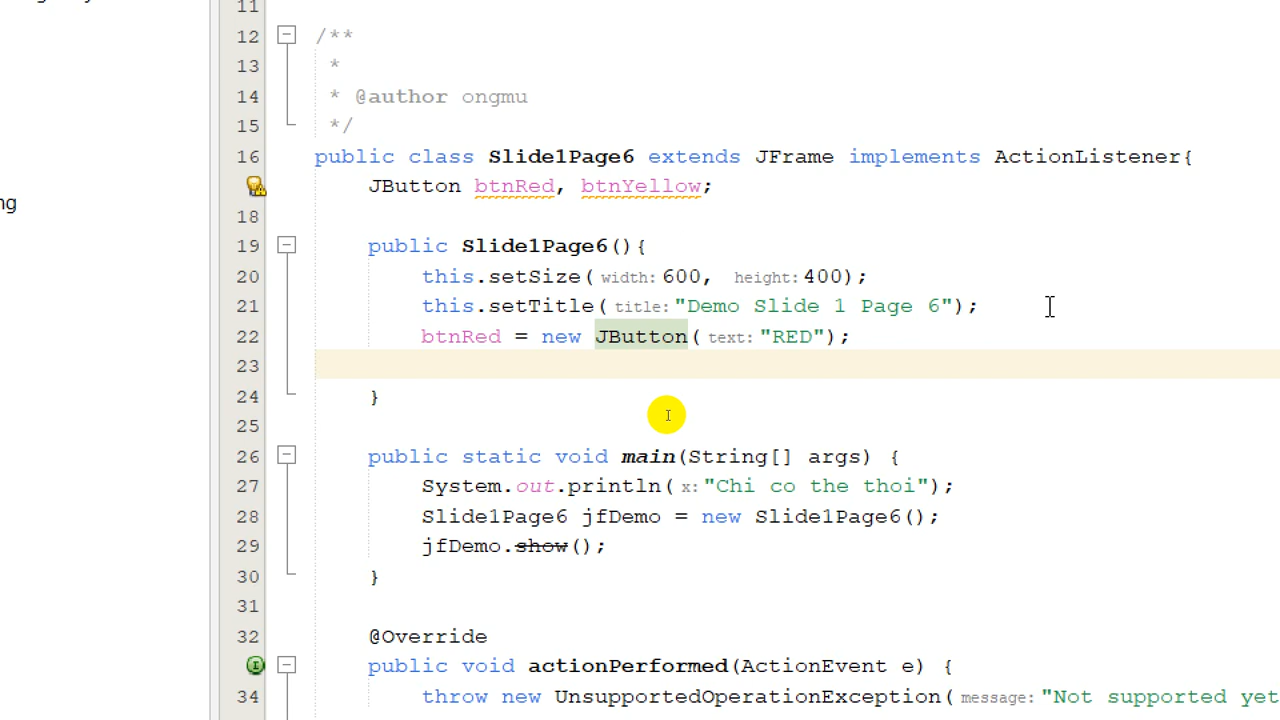 11
12 /**
13 *
14 * @author ongmu
15 */
16 public class Slide1Page6 extends JFrame implements ActionListener{
JButton btnRed, btnYellow;
ng
18
19 public Slide1Page6(){
20 this.setSize(width: 600, height: 400);
21 this.setTitle(title: "Demo Slide 1 Page 6");
22 btnRed = new JButton(text: "RED");
23
24 }
25
26 public static void main(String[] args) {
27 System.out.println(x: "Chi co the thoi");
28 Slide1Page6 jfDemo = new Slide1Page6();
29 jfDemo.show();
30 }
31
32 @Override
public void actionPerformed(ActionEvent e) {
34 throw new UnsupportedOperationException(message: "Not supported yet